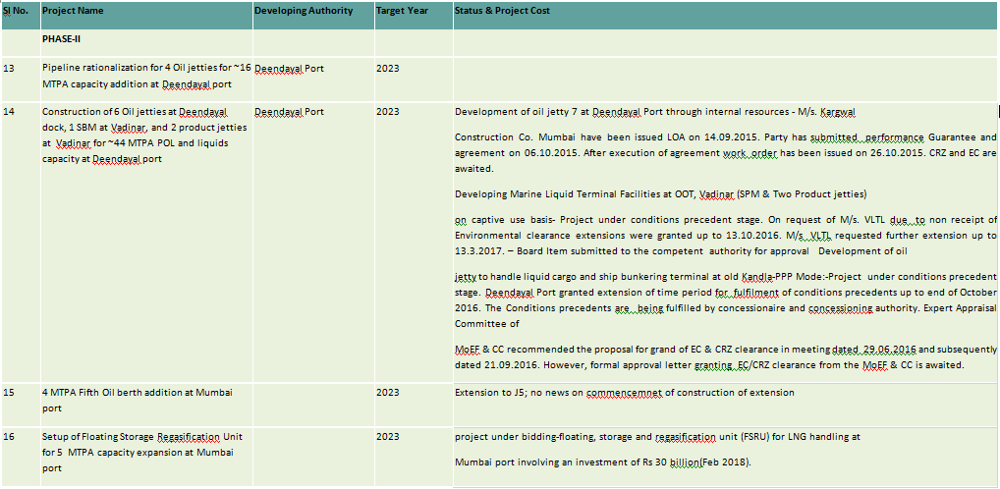 Sl No. Project Name Developing Authority Target Year Status & Project Cost
PHASE-II
13 Pipeline rationalization for 4 Oil jetties for ~16 Deendayal Port 2023
MTPA capacity addition at Deendayal port
14 Construction of 6 Oil jetties at Deendayal Deendayal Port 2023
dock, 1 SBM at Vadinar, and 2 product jetties
at Vadinar for ~44 MTPA POL and liquids
capacity at Deendayal port
Development of oil jetty 7 at Deendayal Port through internal resources - M/s. Kargwal
Construction Co. Mumbai have been issued LOA on 14.09.2015. Party has submitted performance Guarantee and
agreement on 06.10.2015. After execution of agreement work order has been issued on 26.10.2015. CRZ and EC are
awaited.
Developing Marine Liquid Terminal Facilities at OOT, Vadinar (SPM & Two Product jetties)
on captive use basis- Project under conditions precedent stage. On request of M/s. VLTL due to non receipt of
Environmental clearance extensions were granted up to 13.10.2016. M/s VLTL requested further extension up to
13.3.2017. – Board Item submitted to the competent authority for approval Development of oil
jetty to handle liquid cargo and ship bunkering terminal at old Kandla-PPP Mode:-Project under conditions precedent
stage. Deendayal Port granted extension of time period for fulfilment of conditions precedents up to end of October
2016. The Conditions precedents are being fulfilled by concessionaire and concessioning authority. Expert Appraisal
Committee of
MoEF & CC recommended the proposal for grand of EC & CRZ clearance in meeting dated 29.06.2016 and subsequently
dated 21.09.2016. However, formal approval letter granting EC/CRZ clearance from the MoEF & CC is awaited.
15 4 MTPA Fifth Oil berth addition at Mumbai 2023 Extension to J5; no news on commencemnet of construction of extension
port
16 Setup of Floating Storage Regasification Unit 2023
for 5 MTPA capacity expansion at Mumbai
port
project under bidding-floating, storage and regasification unit (FSRU) for LNG handling at
Mumbai port involving an investment of Rs 30 billion(Feb 2018).